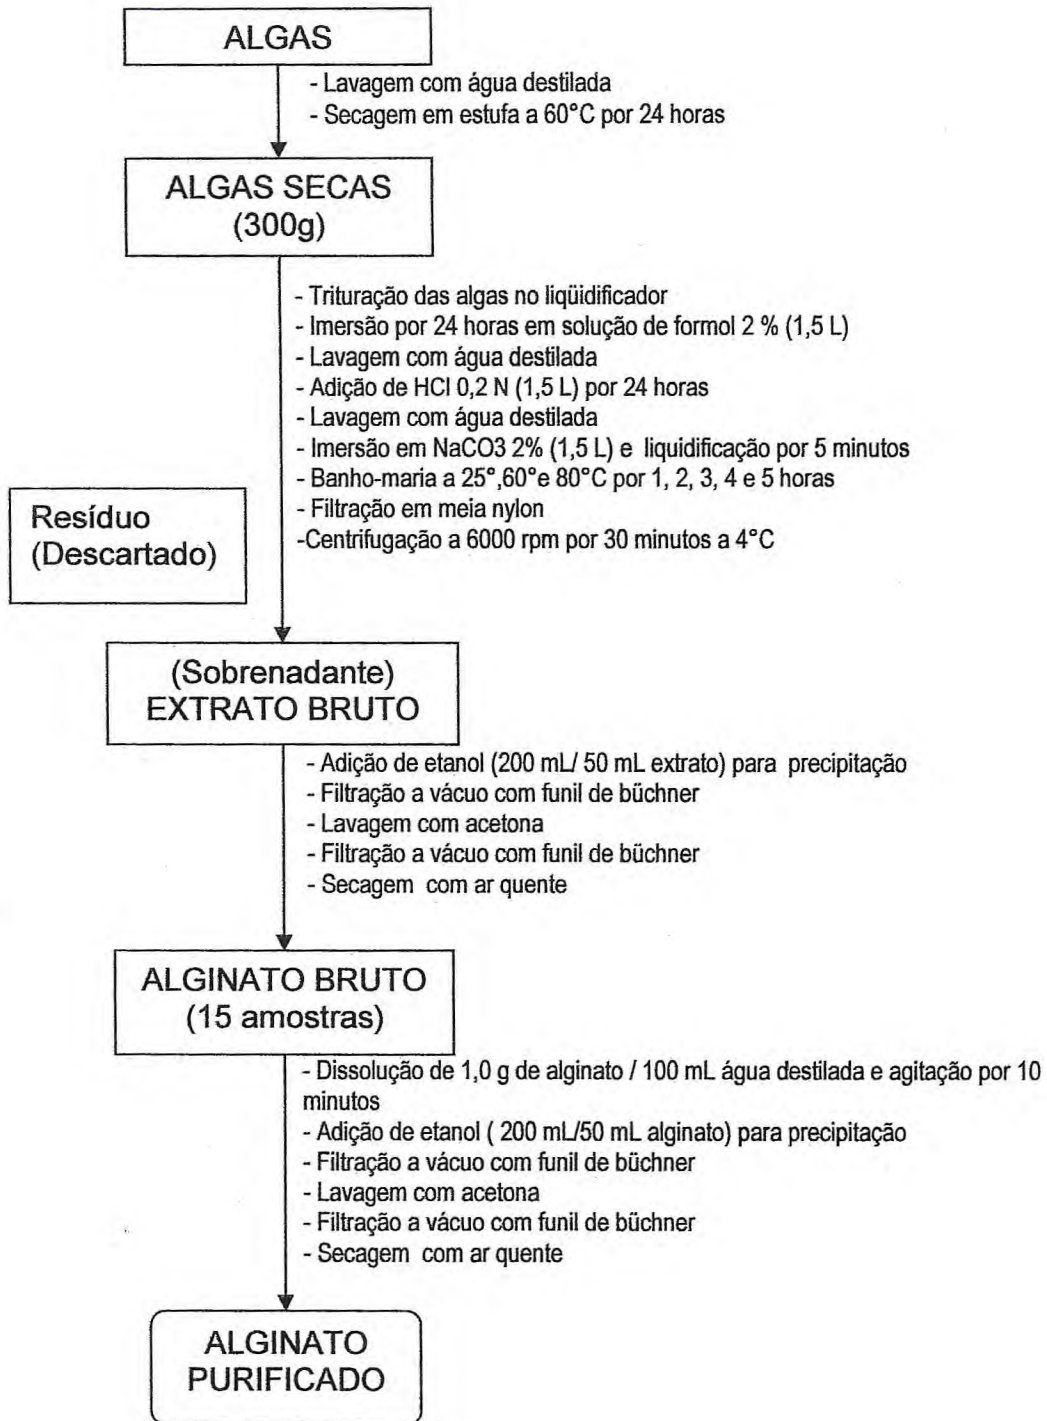 ALGAS
- Lavagem com água destilada
- Secagem em estufa a 60°C por 24 horas
ALGAS SECAS
(300g)
- Trituração das algas no liqüidificador
- Imersão por 24 horas em solução de formol 2 % (1,5 L)
- Lavagem com água destilada
- Adição de HCl 0,2 N (1,5 L) por 24 horas
- Lavagem com água destilada
- Imersão em NaCO3 2% (1,5 L) e liquidificação por 5 minutos
- Banho-maria a 25°,60°e 80°C por 1, 2, 3, 4 e 5 horas
- Filtração em meia nylon
-Centrifugação a 6000 rpm por 30 minutos a 4°C
Resíduo
(Descartado)
(Sobrenadante)
EXTRATO BRUTO
- Adição de etanol (200 mL/ 50 mL extrato) para precipitação
- Filtração a vácuo com funil de büchner
- Lavagem com acetona
- Filtração a vácuo com funil de büchner
- Secagem com ar quente
ALGINATO BRUTO
(15 amostras)
- Dissolução de 1,0 g de alginato / 100 mL água destilada e agitação por 10
minutos
- Adição de etanol ( 200 mL/50 mL alginato) para precipitação
- Filtração a vácuo com funil de büchner
- Lavagem com acetona
- Filtração a vácuo com funil de büchner
- Secagem com ar quente
ALGINATO
PURIFICADO